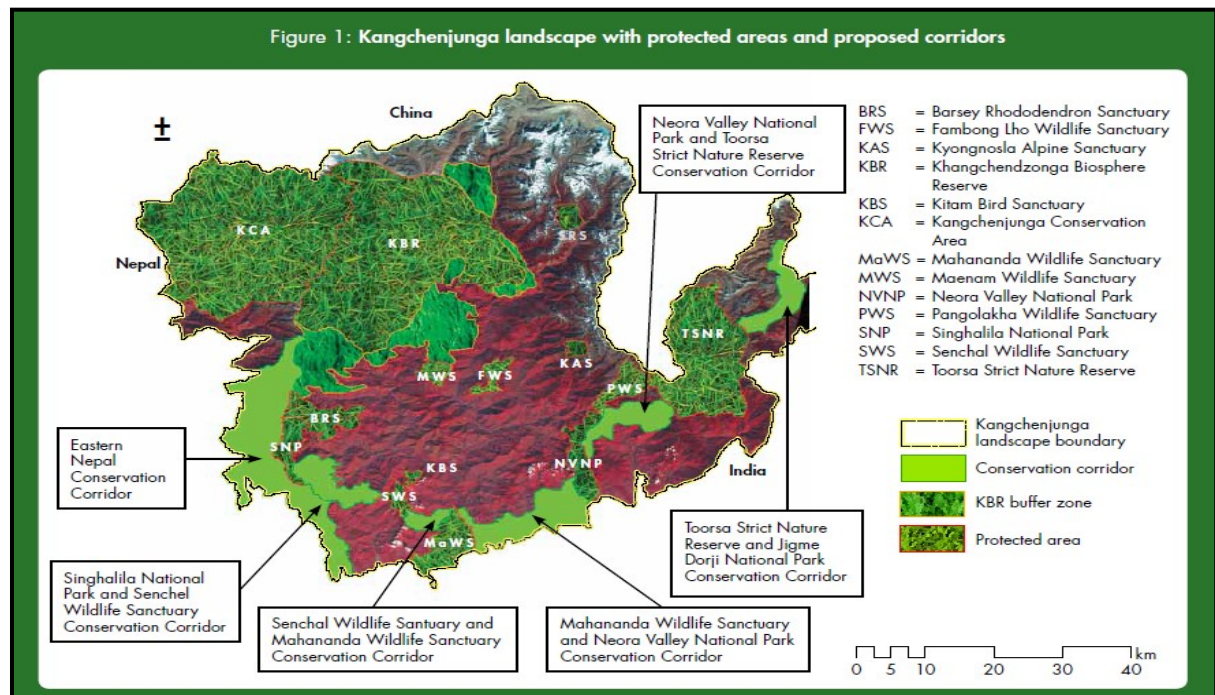 Figure 1: Kangchenjunga landscape with protected areas and proposed corridors
China
±
Neora Valley National
Park and Toorsa
Strict Nature Reserve
Conservation Corridor
BRS = Barsey Rhododendron Sanctuary
FWS = Fambong Lho Wildlife Sanctuary
KAS = Kyongnosla Alpine Sanctuary
KBR = Khangchendzonga Biosphere
Reserve
KBS = Kitam Bird Sanctuary
KCA = Kangchenjunga Conservation
Area
MaWS = Mahananda Wildlife Sanctuary
MWS = Maenam Wildlife Sanctuary
NVNP = Neora Valley National Park
PWS = Pangolakha Wildlife Sanctuary
SNP = Singhalila National Park
SWS = Senchal Wildlife Sanctuary
TSNR = Toorsa Strict Nature Reserve
KCA
KBR
SRS
Nepal
TSNR
KAS
MWS
FWS
PWS
BRS
SNP
KBS
NVNP
India
SWS
MaWS
Eastern
Nepal
Conservation
Corridor
Kangchenjunga
landscape boundary
Conservation corridor
KBR buffer zone
Protected area
Toorsa Strict Nature
Reserve and Jigme
Dorji National Park
Conservation Corridor
Singhalila National
Park and Senchel
Wildlife Sanctuary
Conservation Corridor
Senchal Wildlife Santuary and
Mahananda Wildlife Sanctuary
Conservation Corridor
Mahananda Wildlife Sanctuary
and Neora Valley National Park
Conservation Corridor
km
0 5 10 20 30 40